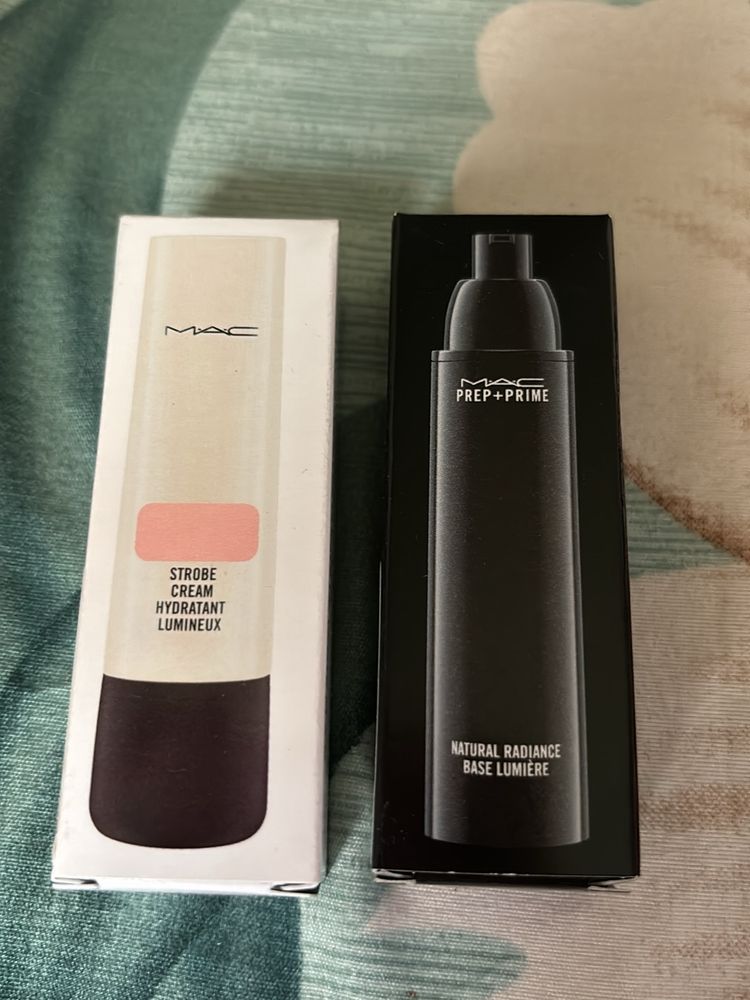 MAC
STROBE
CREAM
HYDRATANT
LUMINEUX
MAC
PREP+PRIME
NATURAL RADIANCE
BASE LUMIÈRE